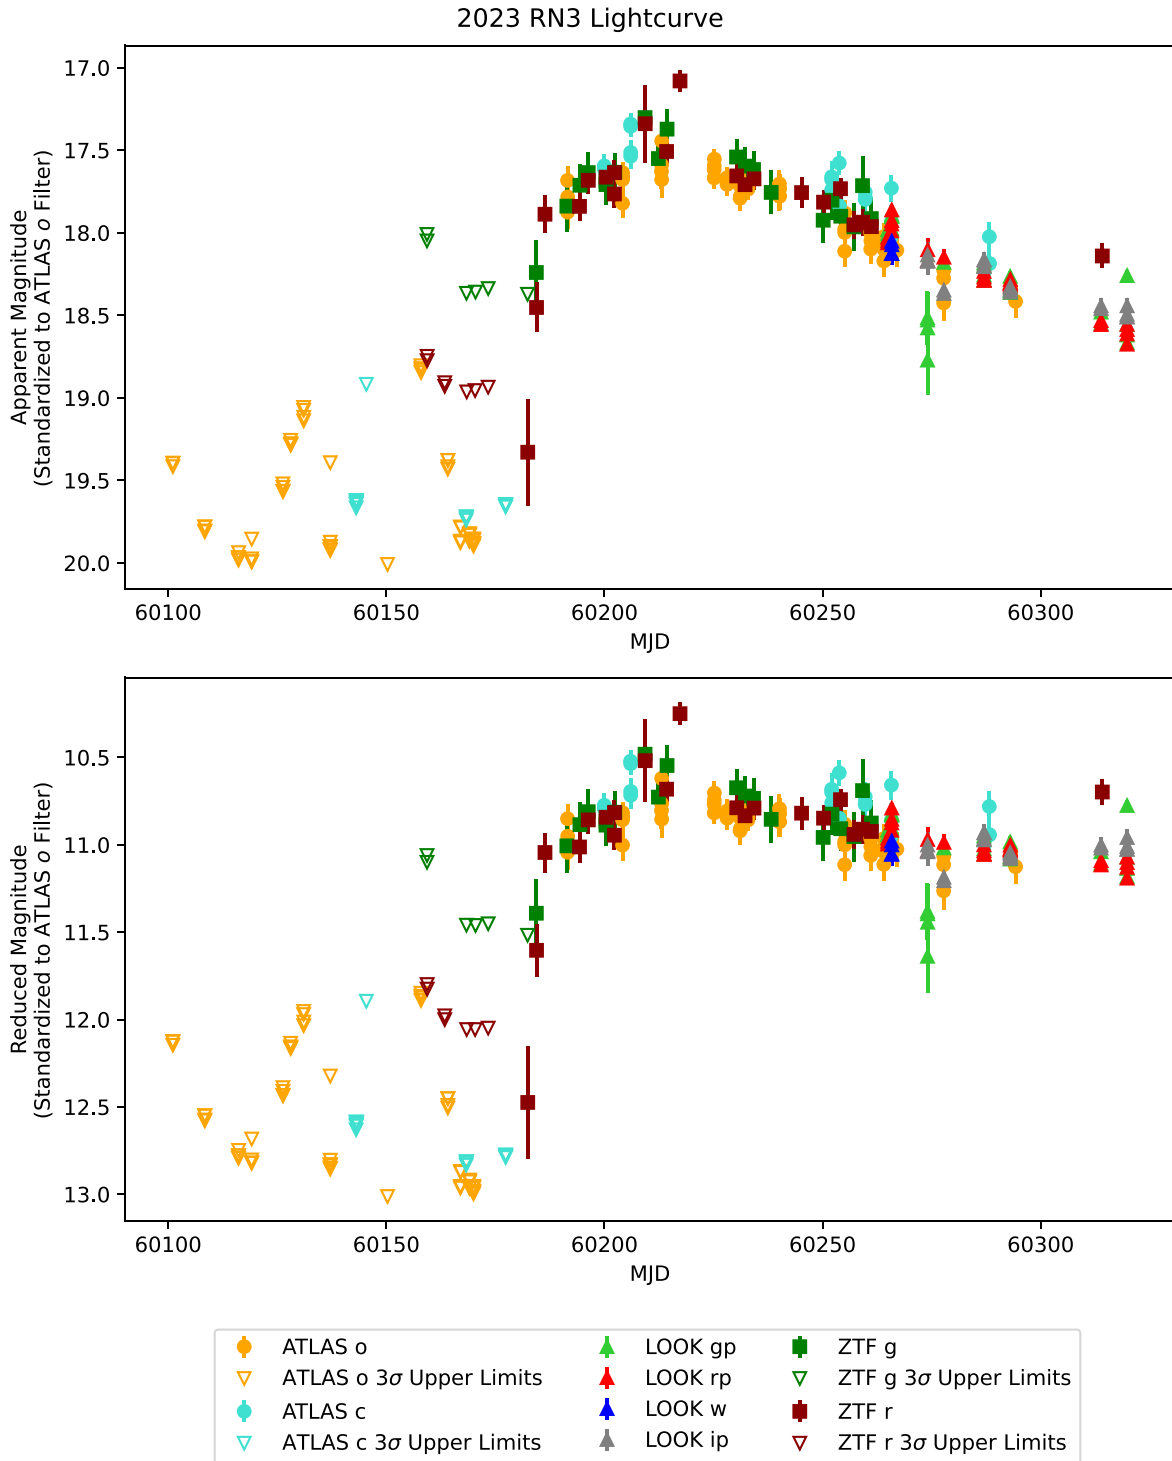 2023 RN3 Lightcurve
17.0
17.5
18.0
18.5
19.0
19.5
20.0
Apparent Magnitude
(Standardized to ATLAS o Filter)
60100 60150 60200 60250 60300
MJD
10.5
11.0
11.5
12.0
12.5
13.0
Reduced Magnitude
(Standardized to ATLAS o Filter)
60100 60150 60200 60250 60300
MJD
ATLAS o
ATLAS o 3σ Upper Limits
ATLAS c
ATLAS c 3σ Upper Limits
LOOK gp
LOOK rp
LOOK w
LOOK ip
ZTF g
ZTF g 3σ Upper Limits
ZTF r
ZTF r 3σ Upper Limits